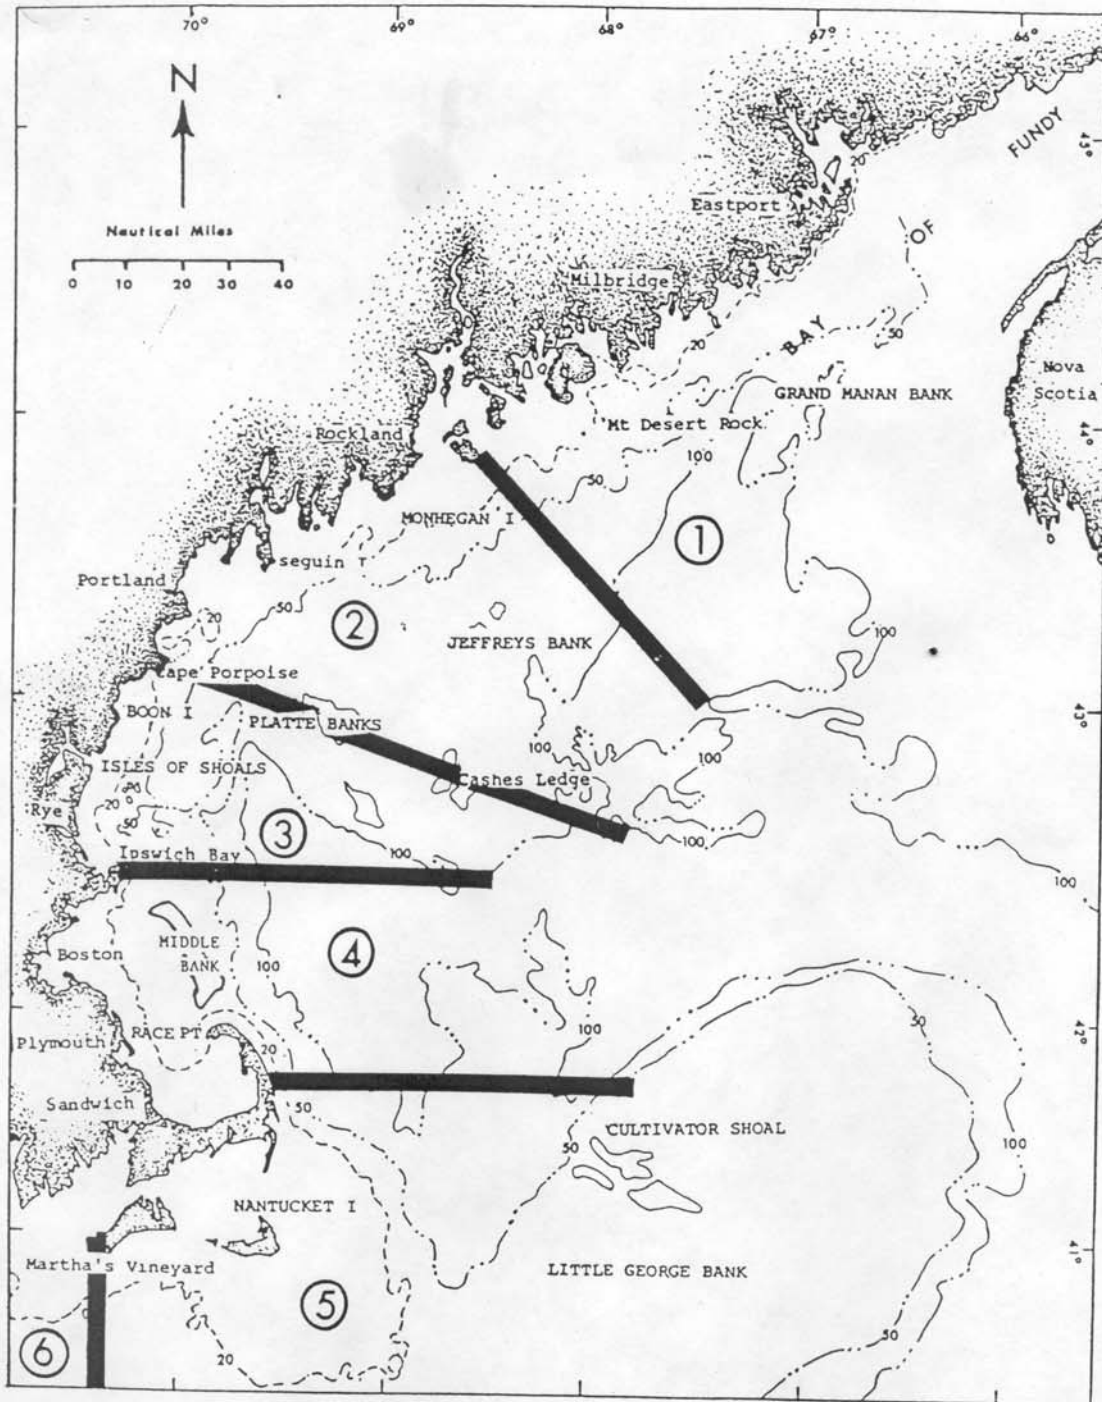 70°
69°
68°
67°
66°
N
FUNDY
45°
20
Eastport
OF
Nautical Miles
0 10 20 30 40
Milbridge
BAY
50
20
Nova
Scotia
GRAND MANAN BANK
Mt Desert Rock
44°
Rockland
100
50
MONHEGAN I
1
seguin I
Portland
50
20
2
JEFFREYS BANK
100
Cape Porpoise
BOON I
PLATTE BANKS
43°
100
100
ISLES OF SHOALS
Cashes Ledge
20
Rye
50
3
100
Ipswich Bay
100
100
MIDDLE
BANK
Boston
4
100
100
50
42°
RACE PT
Plymouth
20
Sandwich
50
CULTIVATOR SHOAL
100
50
NANTUCKET I
41°
Martha's Vineyard
LITTLE GEORGE BANK
5
50
6
20